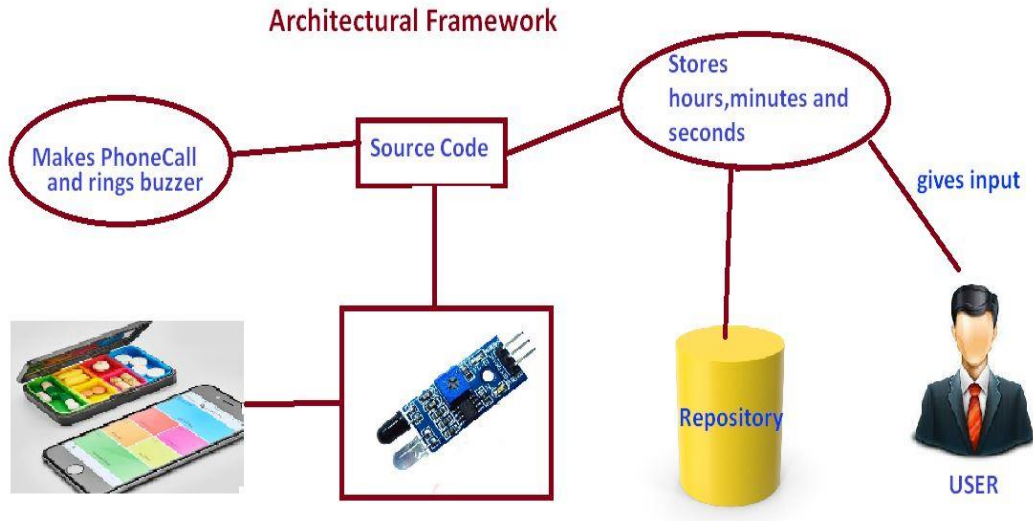 Architectural Framework
Stores
hours,minutes and
seconds
Makes PhoneCall
and rings buzzer
Source Code
gives input
Repository
USER